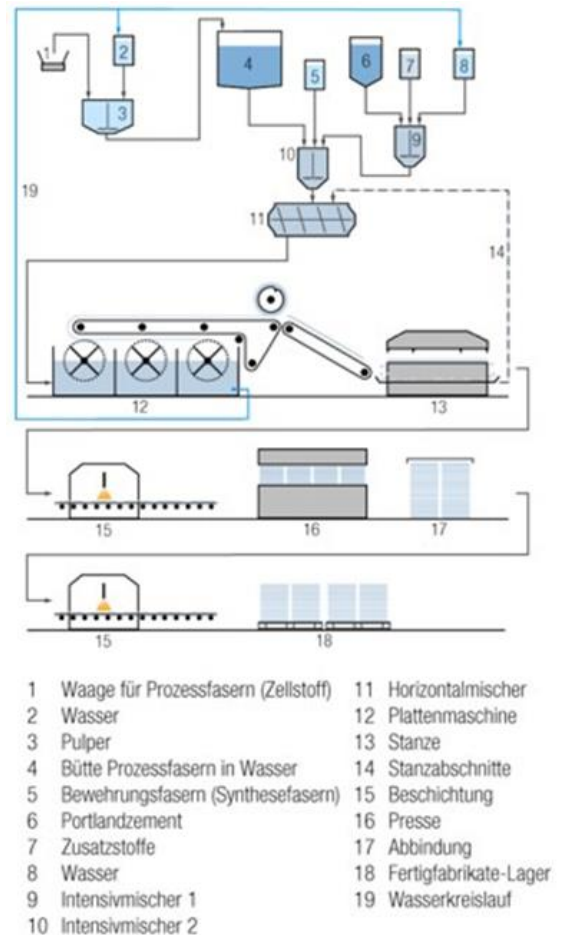 1
2
3
4
5
6
7
8
9
10
11
19
14
12
13
15
16
17
15
18
1 Waage für Prozessfasern (Zellstoff)
2 Wasser
3 Pulper
4 Bütte Prozessfasern in Wasser
5 Bewehrungsfasern (Synthesefasern)
6 Portlandzement
7 Zusatzstoffe
8 Wasser
9 Intensivmischer 1
10 Intensivmischer 2
11 Horizontalmischer
12 Plattenmaschine
13 Stanze
14 Stanzabschnitte
15 Beschichtung
16 Presse
17 Abbindung
18 Fertigfabrikate-Lager
19 Wasserkreislauf